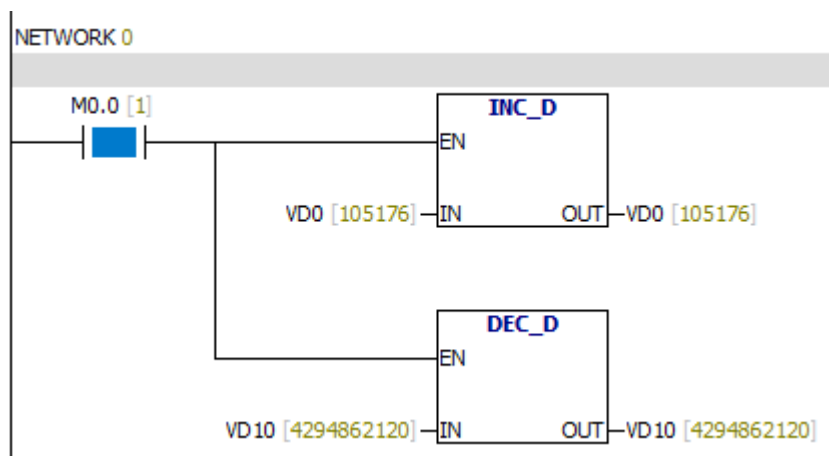 NETWORK 0
M0.0 [1]
INC_D
EN
VD0 [105176] IN OUT VD0 [105176]
DEC_D
EN
VD10 [4294862120] IN OUT VD10 [4294862120]